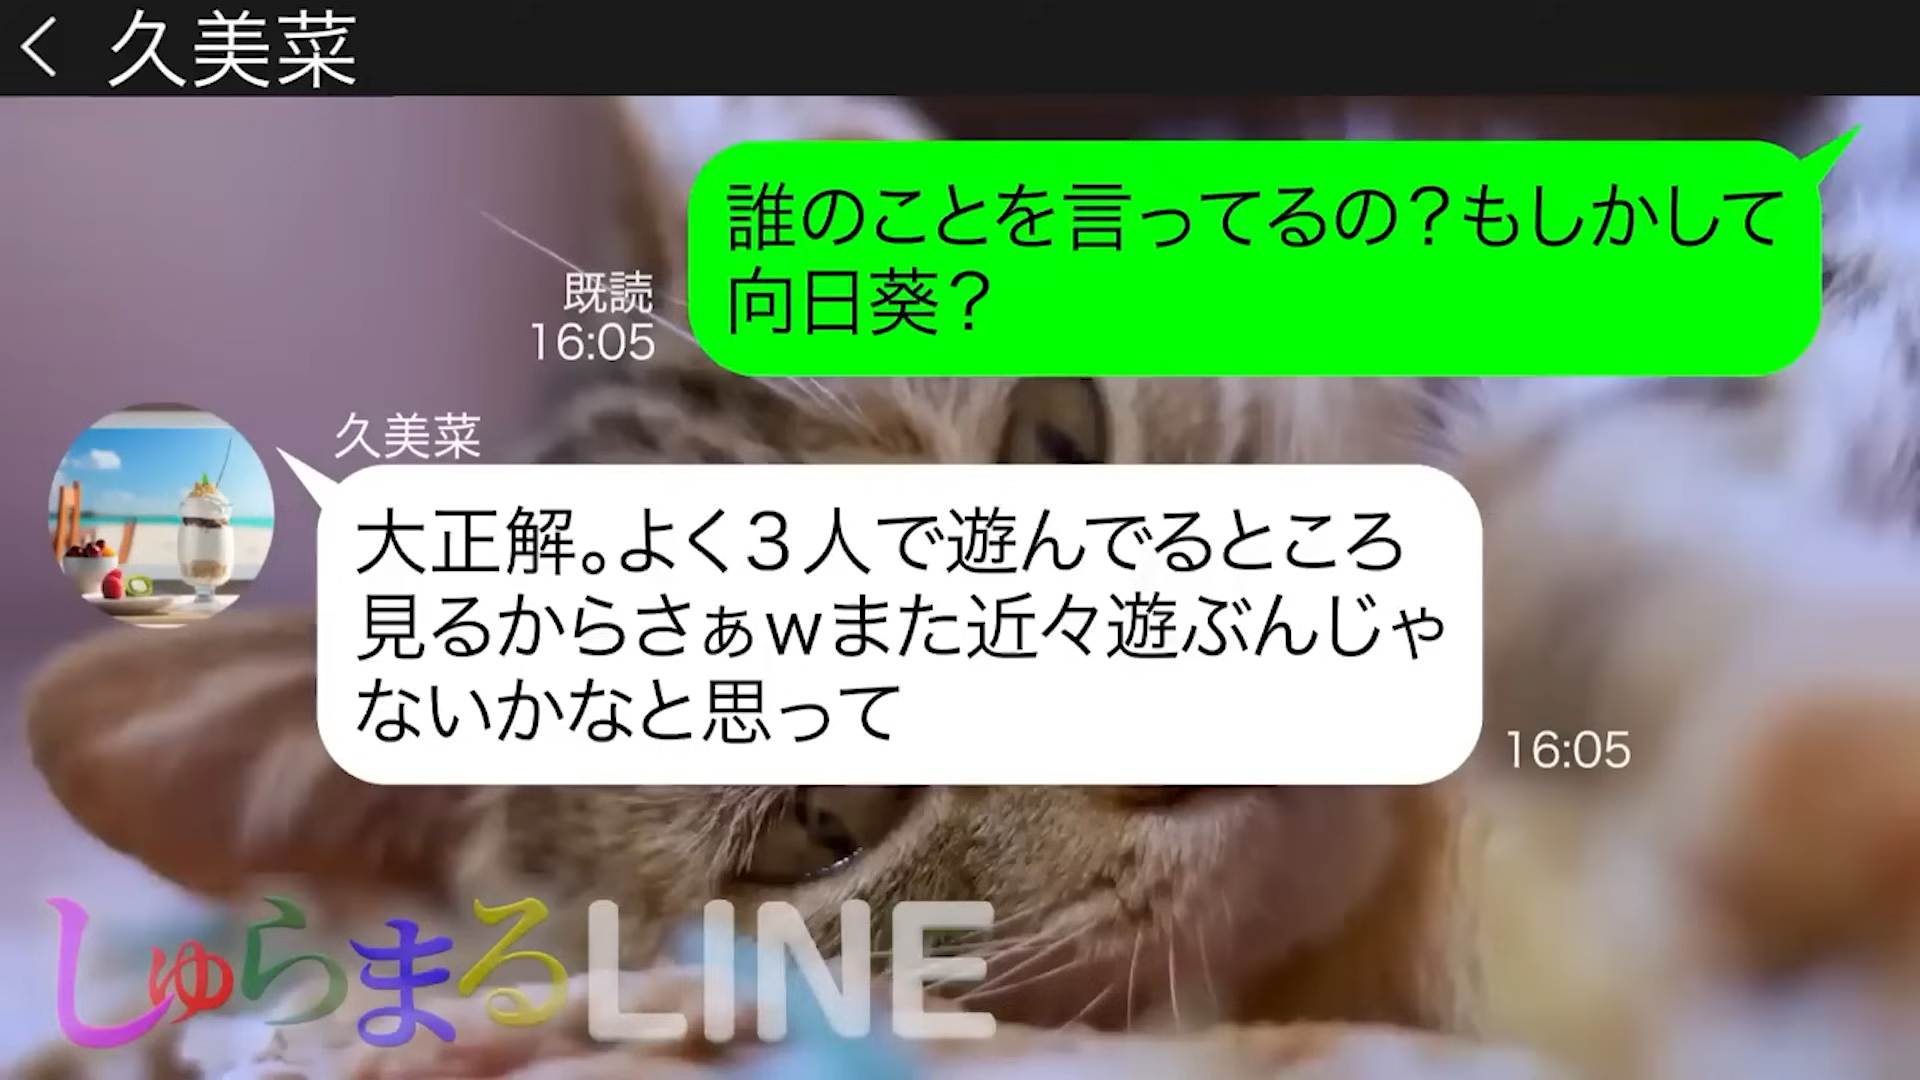 久美菜
誰のことを言ってるの？もしかして
向日葵？
既読
16:05
久美菜
大正解。よく３人で遊んでるところ
見るからさぁｗまた近々遊ぶんじゃ
ないかなと思って
16:05
しゅらまるLINE